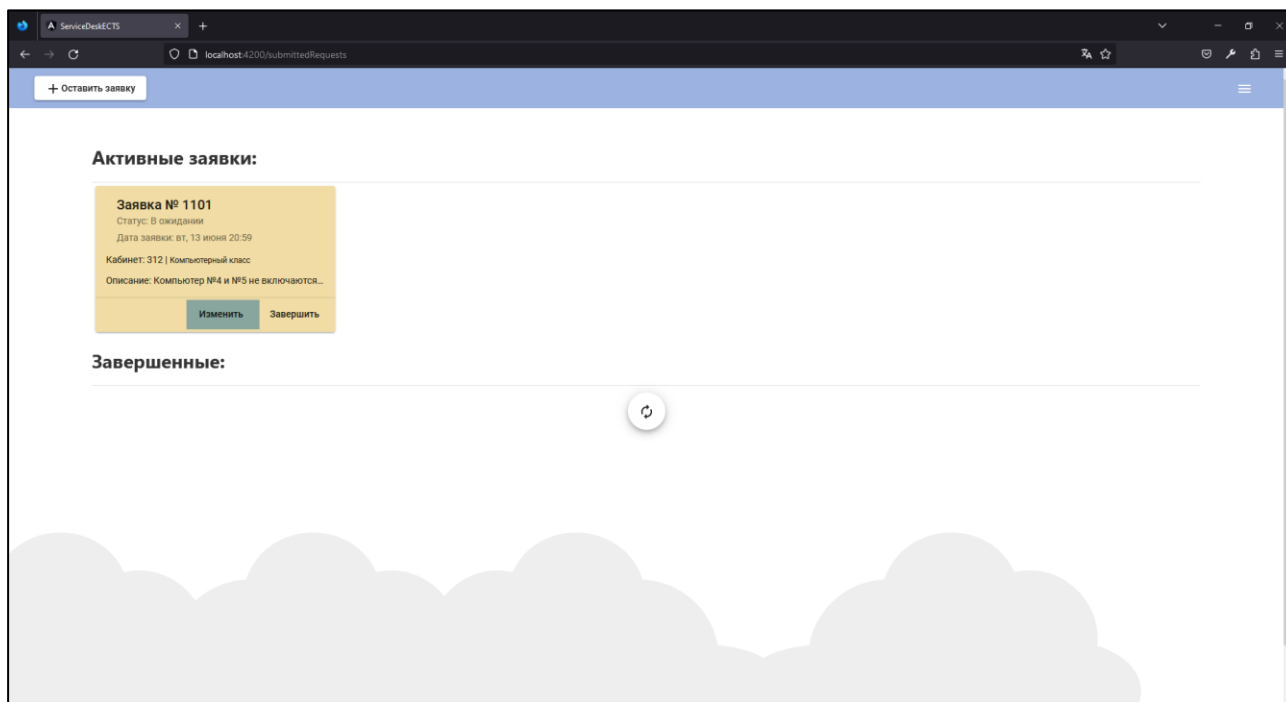 ServiceDeskECTS
localhost:4200/submittedRequests
Оставить заявку
Активные заявки:
Заявка № 1101
Статус: В ожидании
Дата заявки: вт, 13 июня 20:59
Кабинет: 312 | Компьютерный класс
Описание: Компьютер №4 и №5 не включаются...
Изменить Завершить
Завершенные: